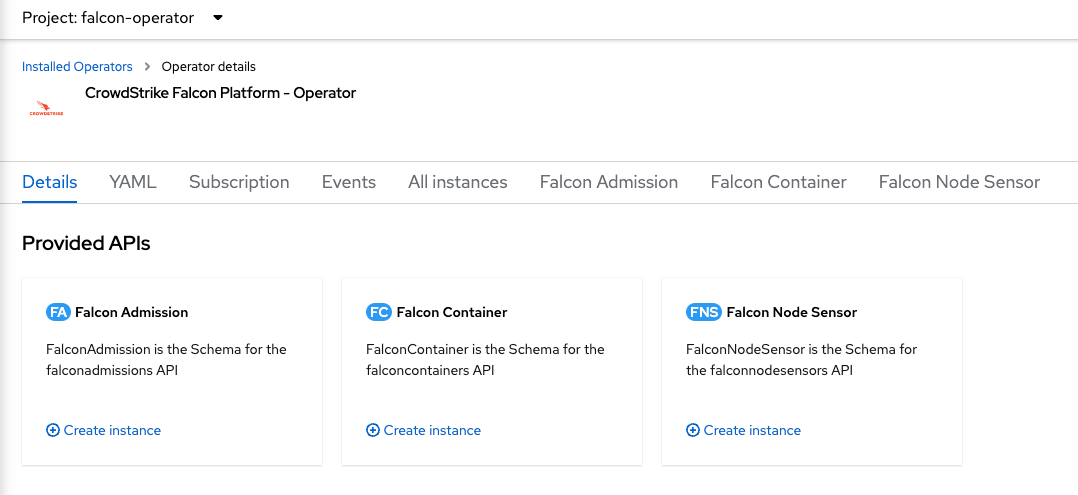 Project: falcon-operator
Installed Operators > Operator details
CROWDSTRIKE
CrowdStrike Falcon Platform - Operator
Details YAML Subscription Events All instances Falcon Admission Falcon Container Falcon Node Sensor
Provided APIs
FA Falcon Admission
FalconAdmission is the Schema for the
falconadmissions API
Create instance
FC Falcon Container
FalconContainer is the Schema for the
falconcontainers API
Create instance
FNS Falcon Node Sensor
FalconNodeSensor is the Schema for
the falconnodesensors API
Create instance